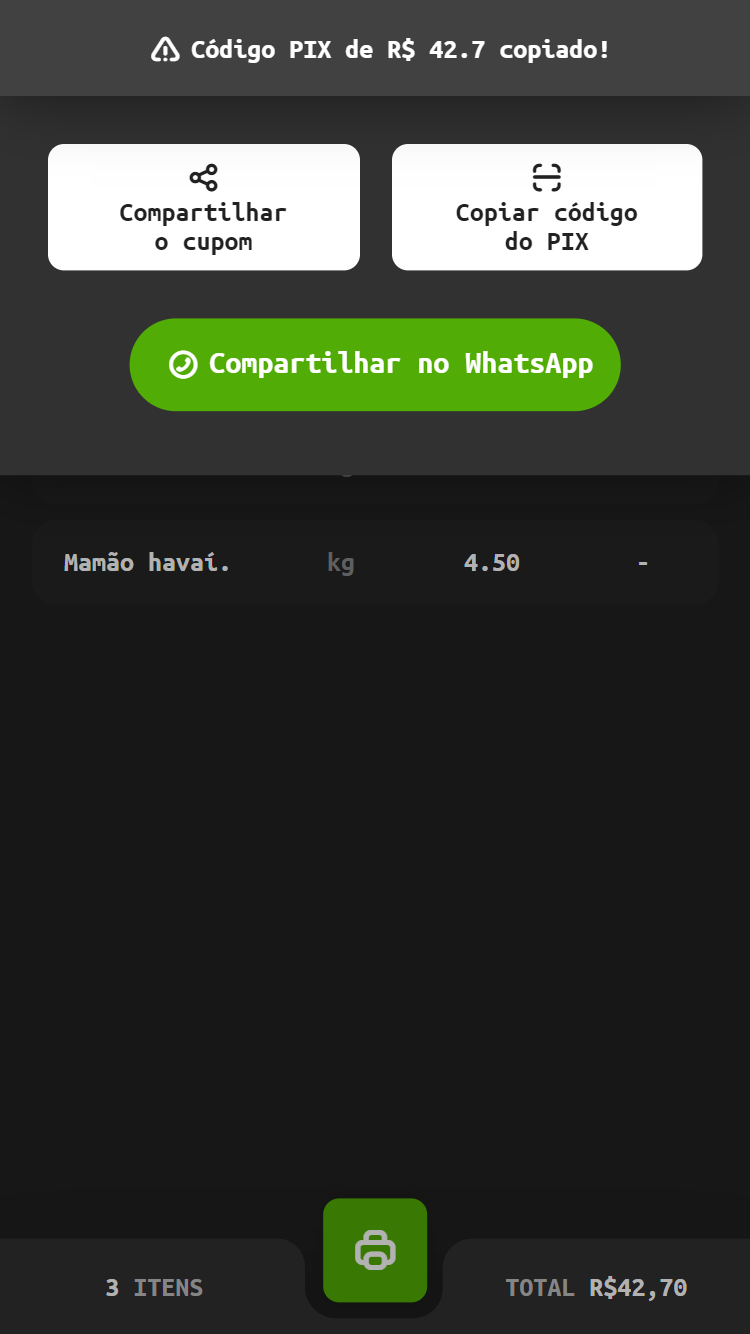 Código PIX de R$ 42.7 copiado!
Compartilhar
o cupom
Copiar código
do PIX
Compartilhar no WhatsApp
Mamão havaí. kg 4.50 -
3 ITENS
TOTAL R$42,70